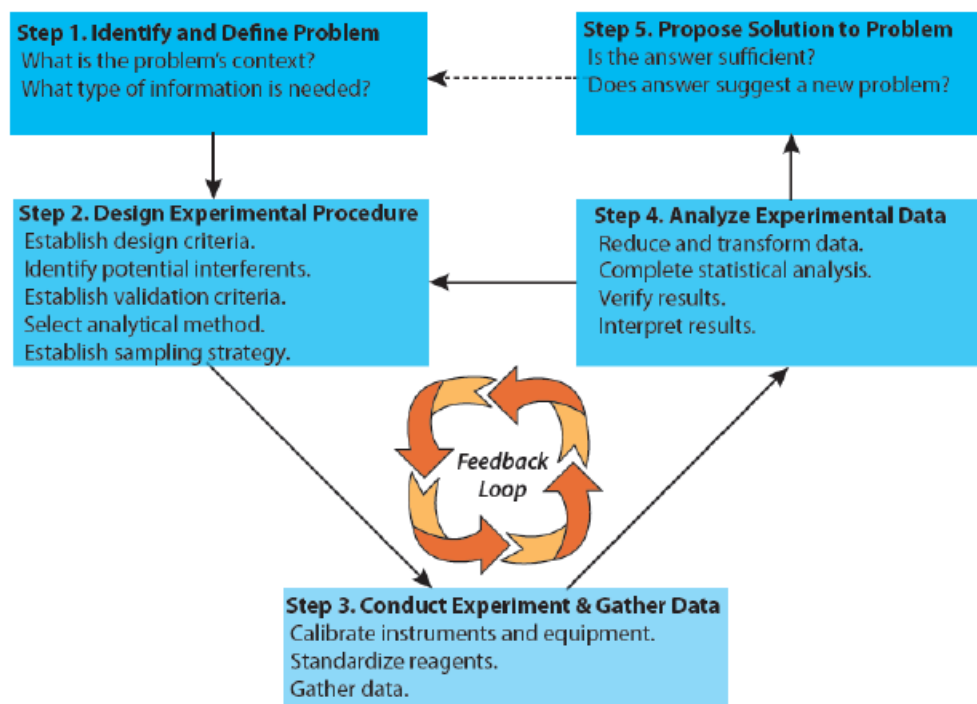 Step 1. Identify and Define Problem
What is the problem's context?
What type of information is needed?
Step 5. Propose Solution to Problem
Is the answer sufficient?
Does answer suggest a new problem?
Step 2. Design Experimental Procedure
Establish design criteria.
Identify potential interferents.
Establish validation criteria.
Select analytical method.
Establish sampling strategy.
Step 4. Analyze Experimental Data
Reduce and transform data.
Complete statistical analysis.
Verify results.
Interpret results.
Feedback
Loop
Step 3. Conduct Experiment & Gather Data
Calibrate instruments and equipment.
Standardize reagents.
Gather data.